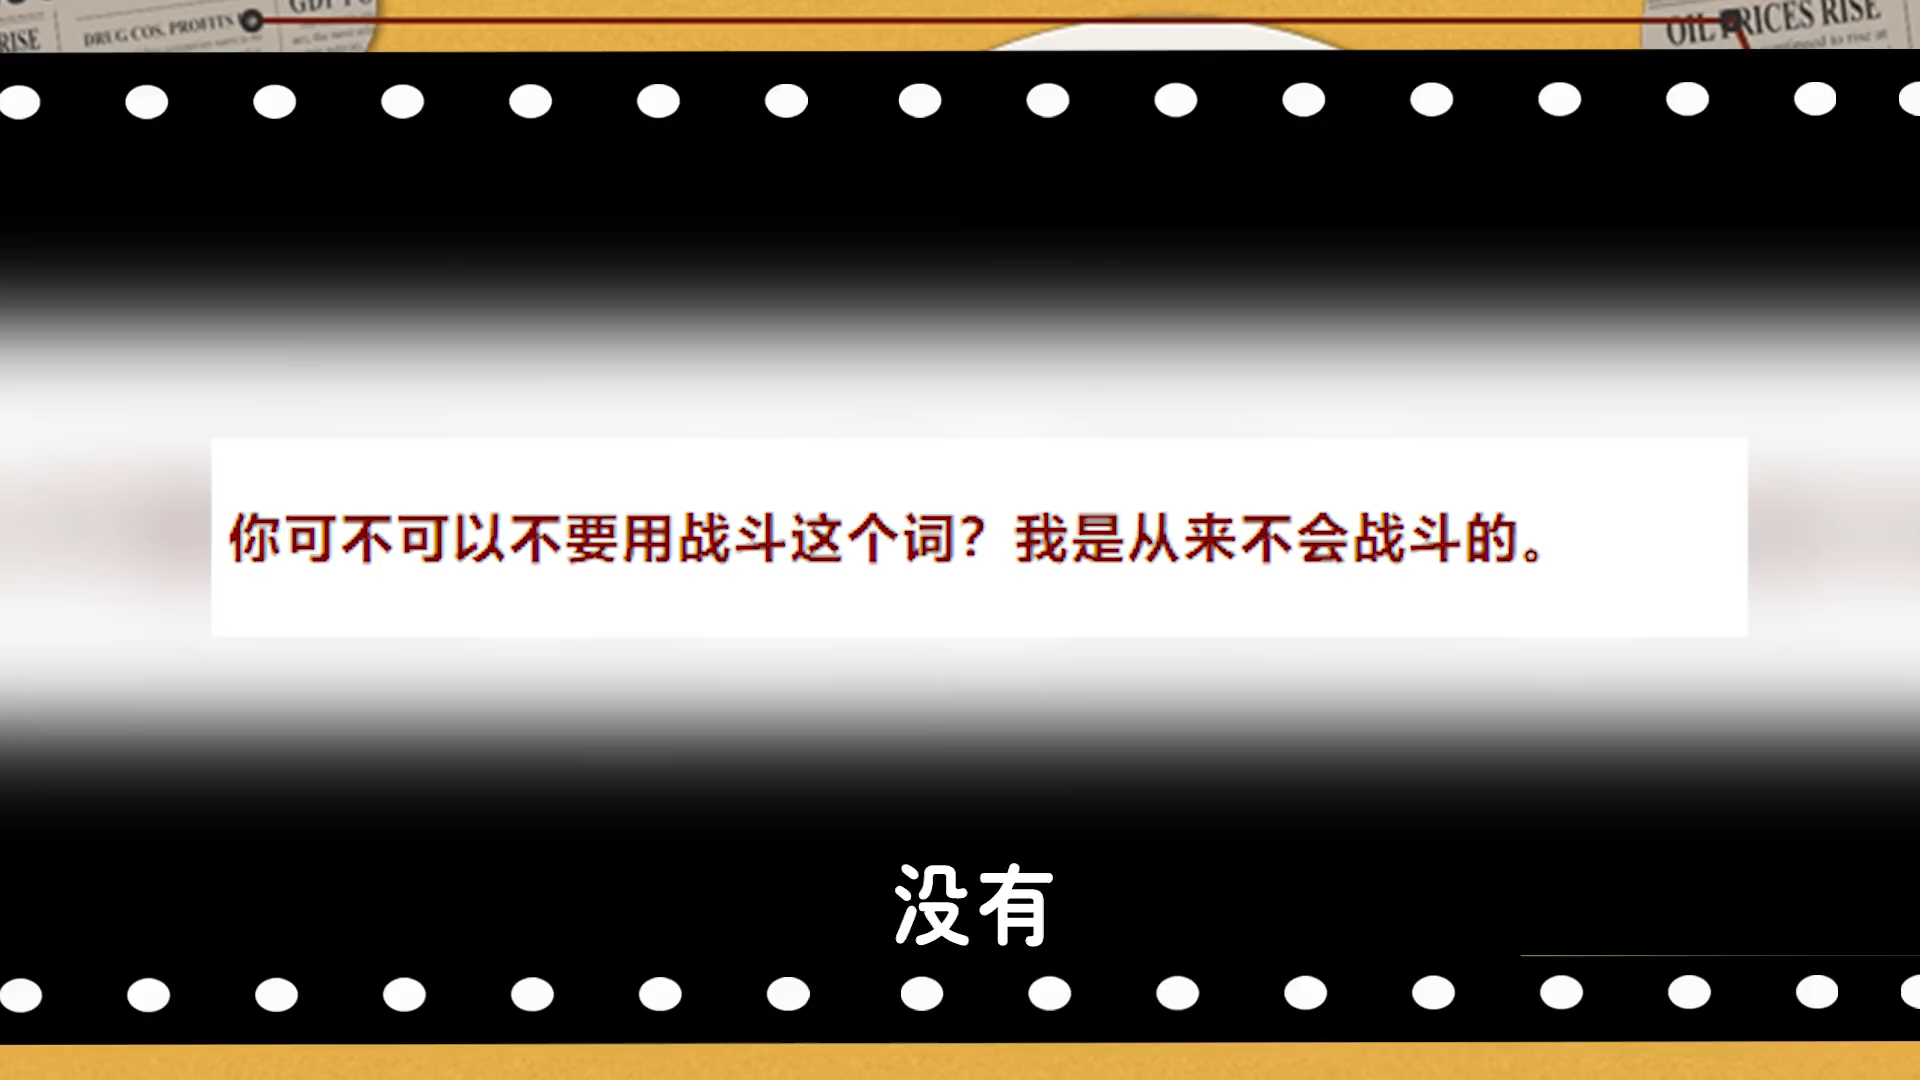 RISE
DRUG COS. PROFITS
OIL PRICES RISE
你可不可以不要用战斗这个词？我是从来不会战斗的。
没有